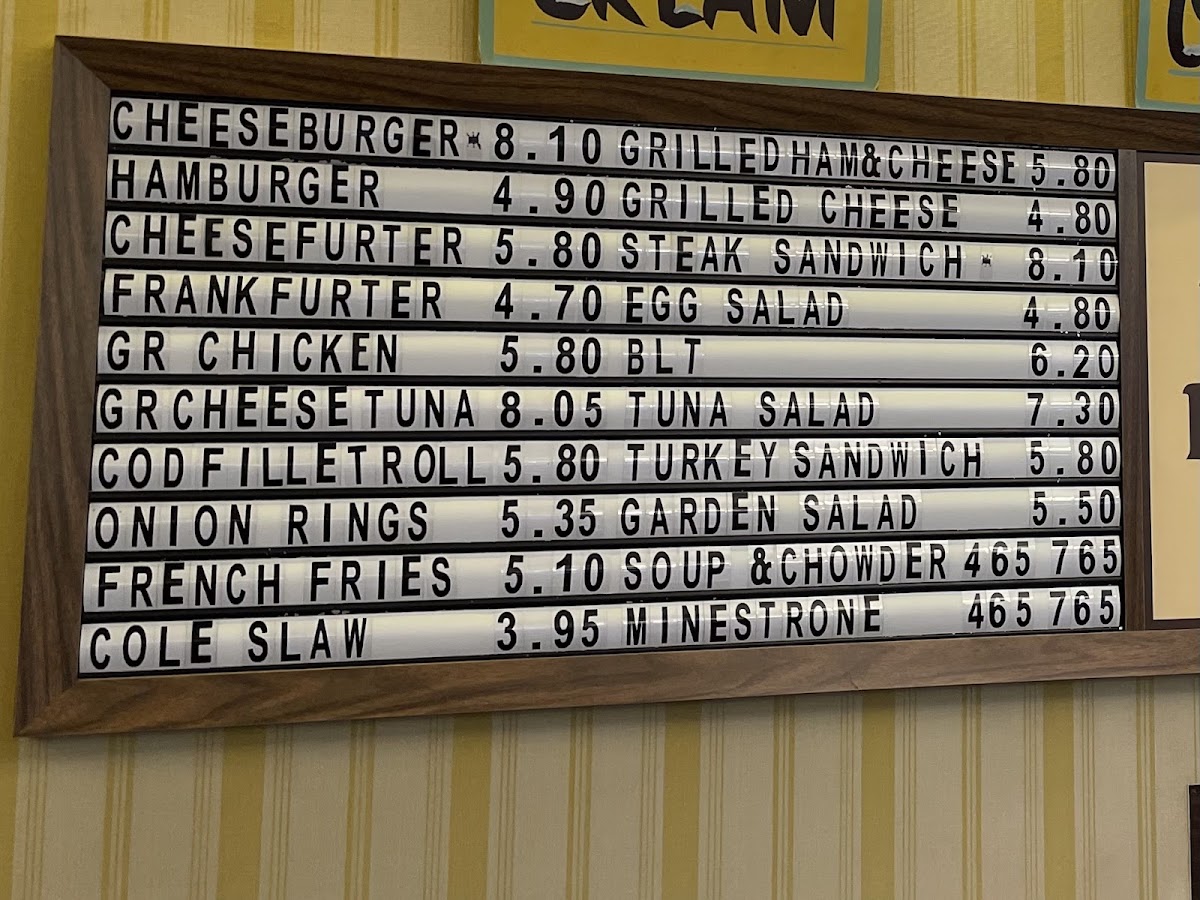 CREAM
CHEESEBURGER* 8.10
HAMBURGER 4.90
CHEESEFURTER 5.80
FRANKFURTER 4.70
GR CHICKEN 5.80
GRCHEESETUNA 8.05
CODFILLETROLL 5.80
ONION RINGS 5.35
FRENCH FRIES 5.10
COLE SLAW 3.95
GRILLEDHAM&CHEESE 5.80
GRILLED CHEESE 4.80
STEAK SANDWICH * 8.10
EGG SALAD 4.80
BLT 6.20
TUNA SALAD 7.30
TURKEY SANDWICH 5.80
GARDEN SALAD 5.50
SOUP &CHOWDER 465 765
MINESTRONE 465 765